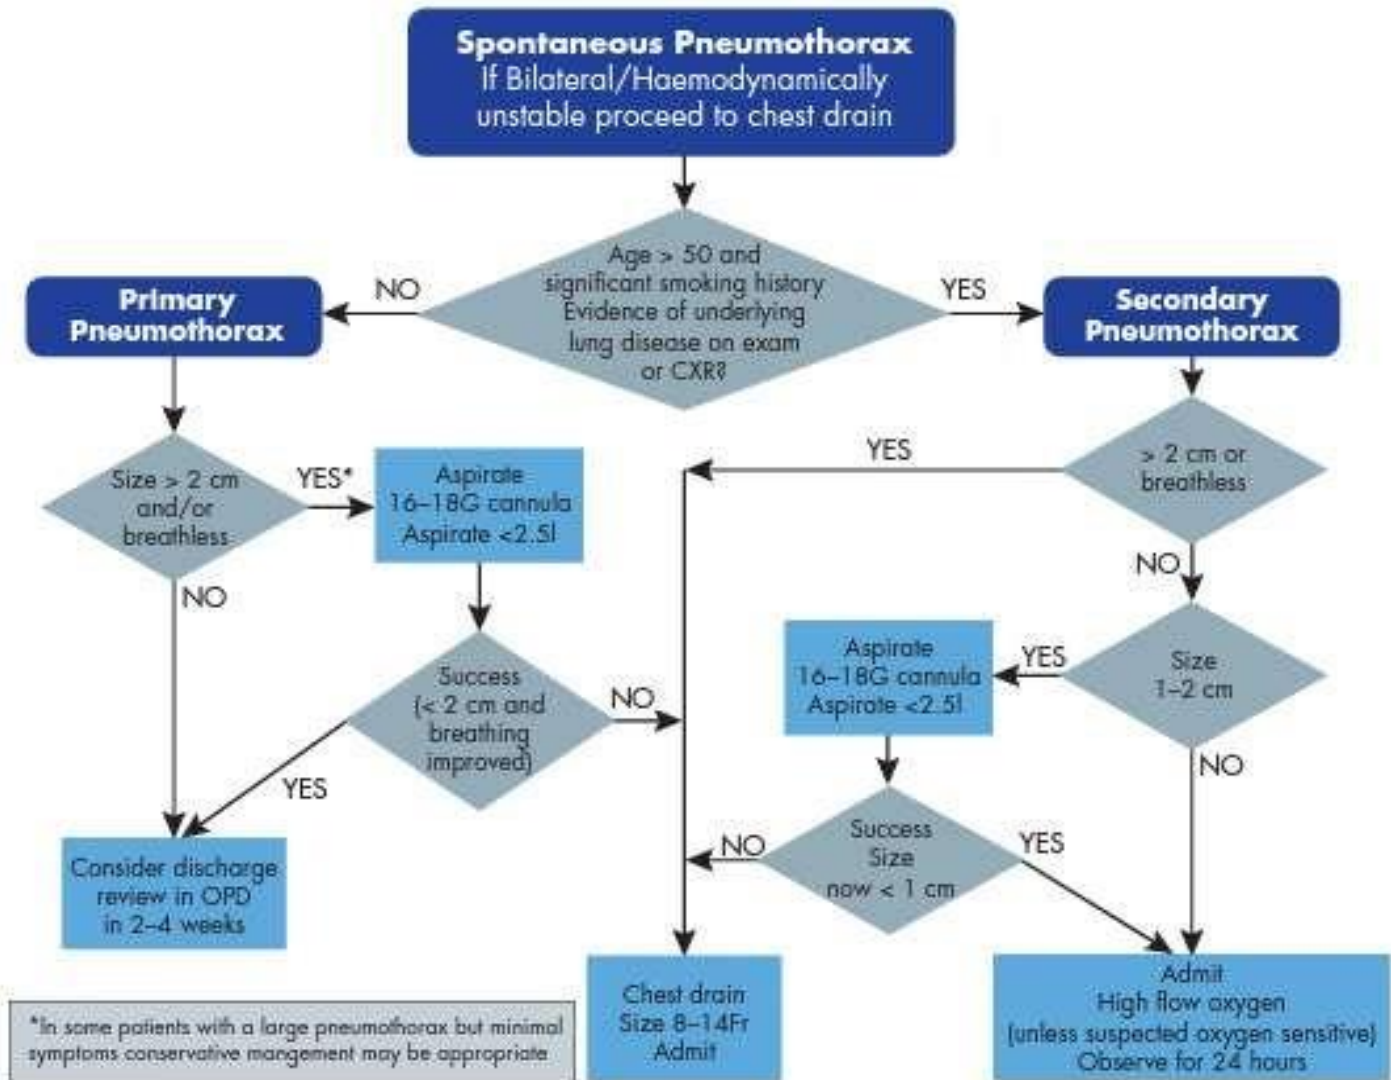 Spontaneous Pneumothorax
If Bilateral/Haemodynamically
unstable proceed to chest drain
Age > 50 and
significant smoking history
Evidence of underlying
lung disease on exam
or CXR?
NO
YES
Primary
Pneumothorax
Secondary
Pneumothorax
Size > 2 cm
and/or
breathless
YES*
NO
Aspirate
16–18G cannula
Aspirate <2.5l
Success
(< 2 cm and
breathing
improved)
NO
YES
Consider discharge
review in OPD
in 2–4 weeks
> 2 cm or
breathless
YES
NO
Size
1–2 cm
YES
NO
Aspirate
16–18G cannula
Aspirate <2.5l
Success
Size
now < 1 cm
NO
YES
Chest drain
Size 8–14Fr
Admit
Admit
High flow oxygen
(unless suspected oxygen sensitive)
Observe for 24 hours
*In some patients with a large pneumothorax but minimal
symptoms conservative mangement may be appropriate